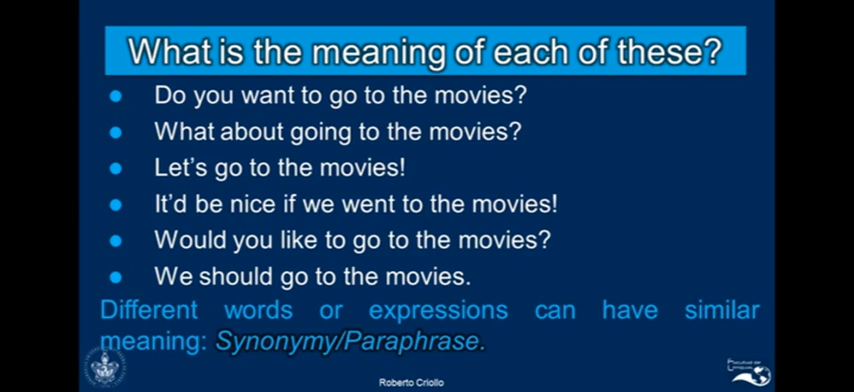 What is the meaning of each of these?
● Do you want to go to the movies?
● What about going to the movies?
● Let's go to the movies!
● It'd be nice if we went to the movies!
● Would you like to go to the movies?
● We should go to the movies.
Different words or expressions can have similar
meaning: Synonymy/Paraphrase.
Roberto Criollo